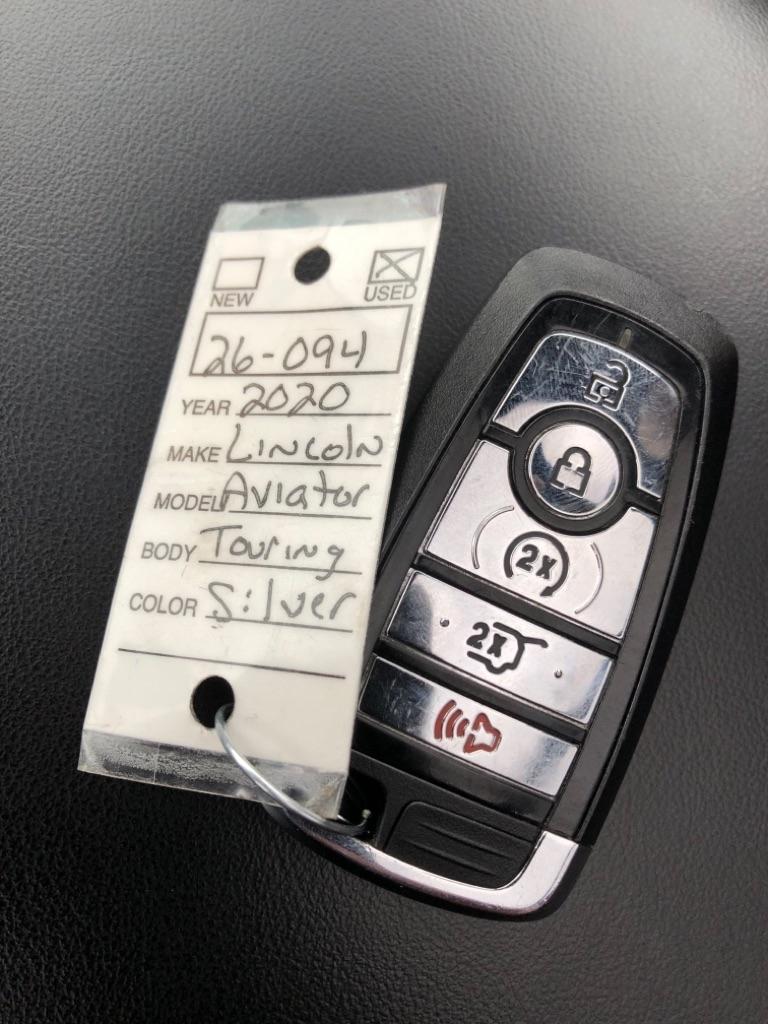 NEW USED
26-094
YEAR 2020
MAKE Lincoln
MODEL Aviator
BODY Touring
COLOR Silver
2x
2x